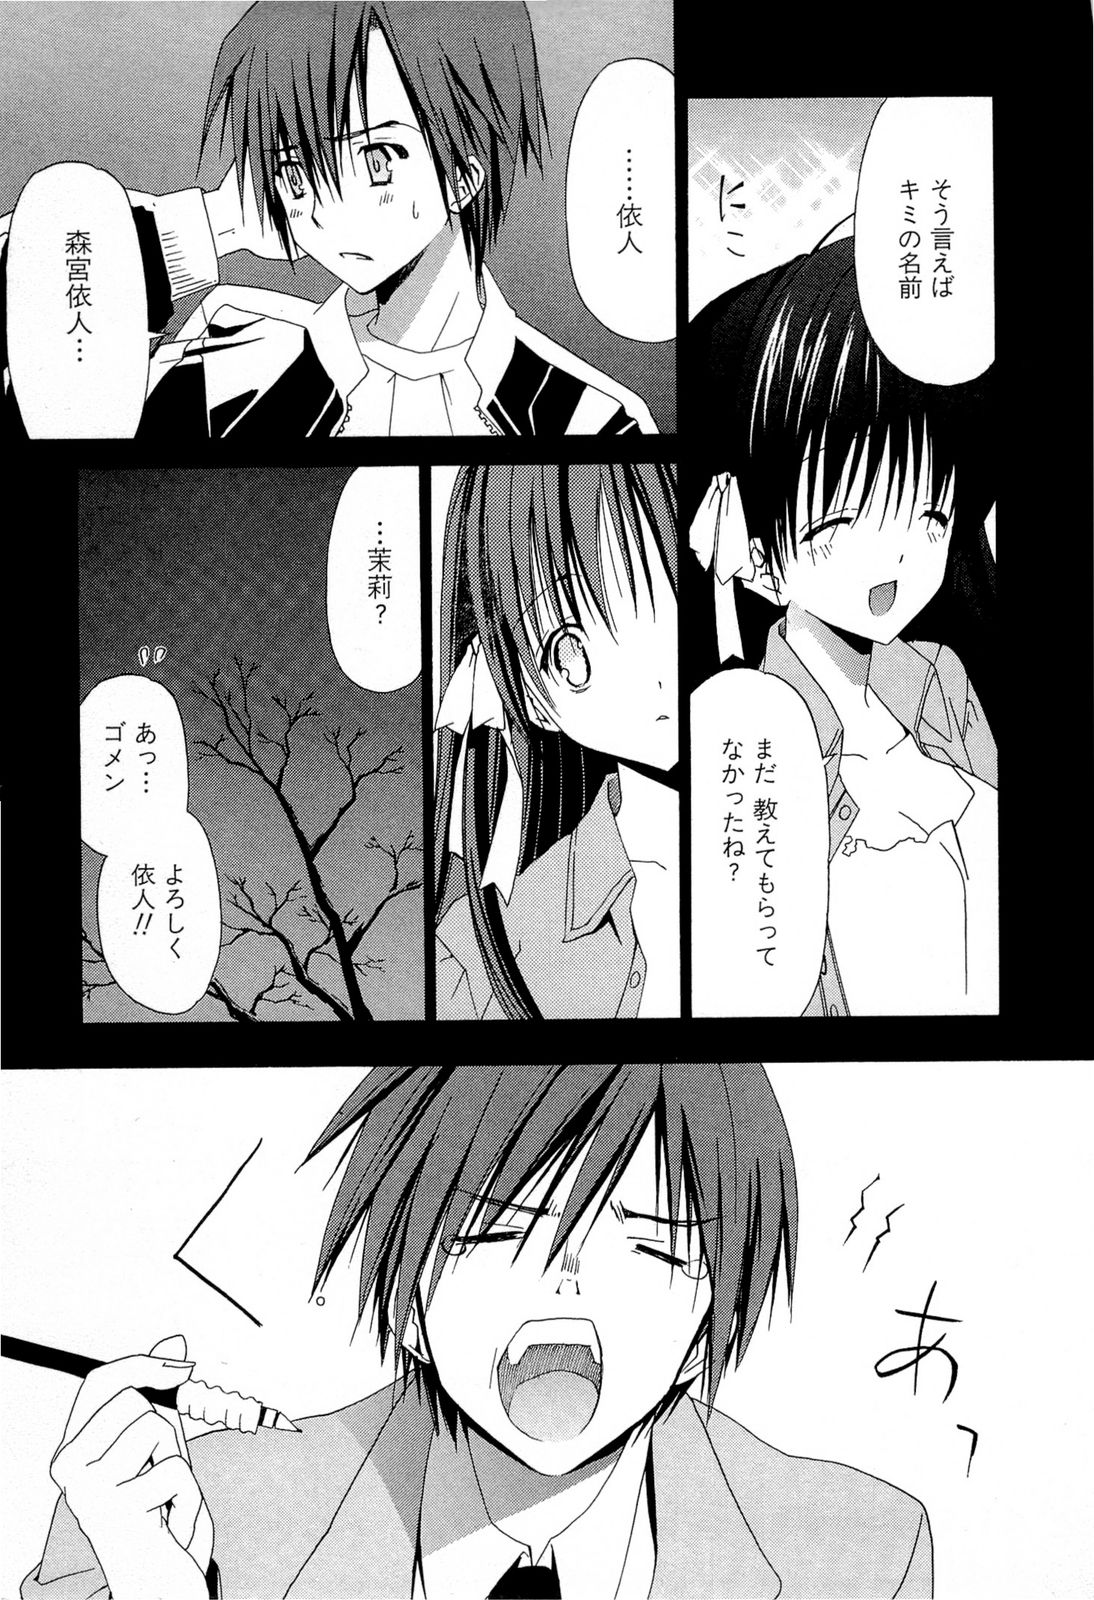 そう言えば
キミの名前
ニコ
まだ 教えてもらって
なかったね？
……依人
森宮依人…
…茉莉？
あっ…
ゴメン
よろしく
依人!!
あっ